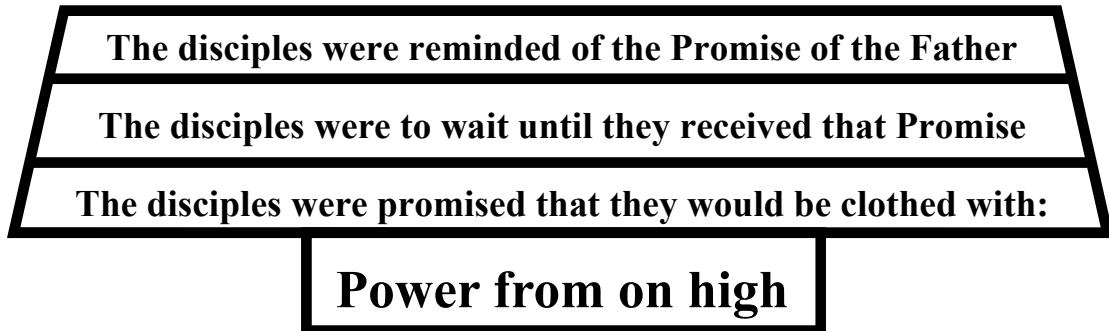 The disciples were reminded of the Promise of the Father
The disciples were to wait until they received that Promise
The disciples were promised that they would be clothed with:
Power from on high